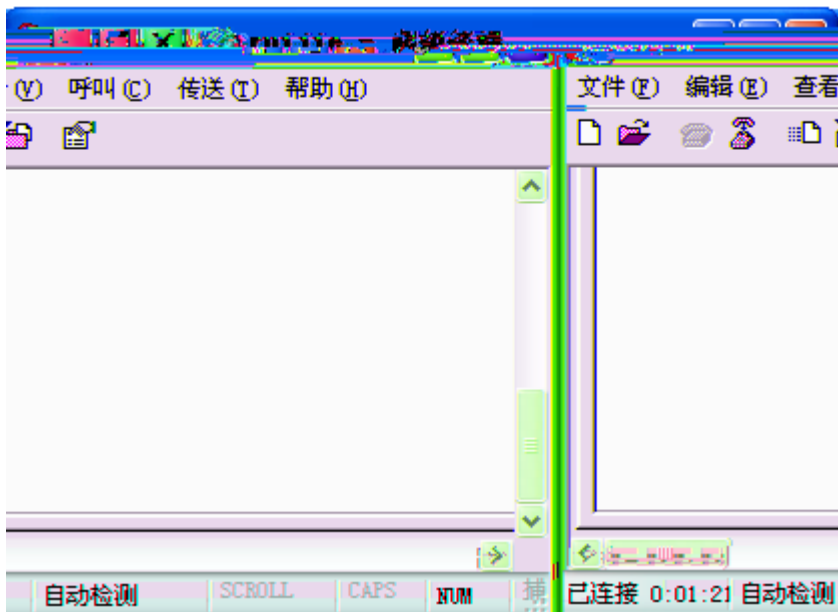 (V) 呼叫(C) 传送(T) 帮助(H) 文件(F) 编辑(E) 查看
自动检测 SCROLL CAPS NUM 捕 已连接 0:01:21 自动检测